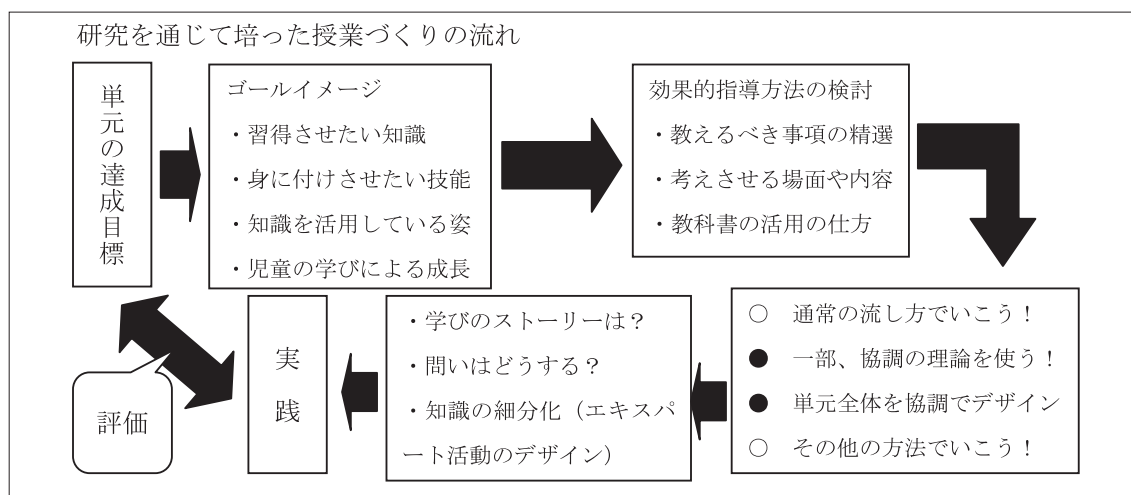 研究を通じて培った授業づくりの流れ
単元の達成目標
ゴールイメージ
・習得させたい知識
・身に付けさせたい技能
・知識を活用している姿
・児童の学びによる成長
効果的指導方法の検討
・教えるべき事項の精選
・考えさせる場面や内容
・教科書の活用の仕方
○ 通常の流し方でいこう！
● 一部、協調の理論を使う！
● 単元全体を協調でデザイン
○ その他の方法でいこう！
・学びのストーリーは？
・問いはどうする？
・知識の細分化（エキスパ
ート活動のデザイン）
実践
評価